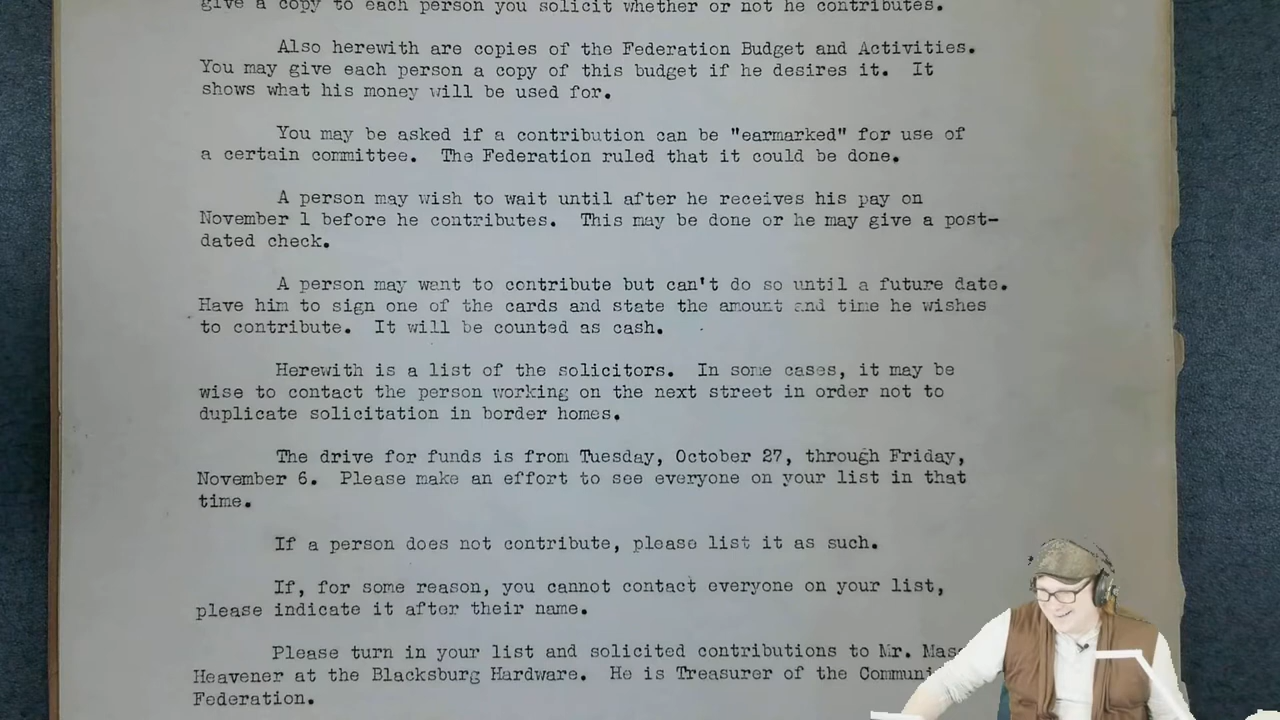 give a copy to each person you solicit whether or not he contributes.
Also herewith are copies of the Federation Budget and Activities.
You may give each person a copy of this budget if he desires it. It
shows what his money will be used for.
You may be asked if a contribution can be "earmarked" for use of
a certain committee. The Federation ruled that it could be done.
A person may wish to wait until after he receives his pay on
November 1 before he contributes. This may be done or he may give a post-
dated check.
A person may want to contribute but can't do so until a future date.
Have him to sign one of the cards and state the amount and time he wishes
to contribute. It will be counted as cash.
Herewith is a list of the solicitors. In some cases, it may be
wise to contact the person working on the next street in order not to
duplicate solicitation in border homes.
The drive for funds is from Tuesday, October 27, through Friday,
November 6. Please make an effort to see everyone on your list in that
time.
If a person does not contribute, please list it as such.
If, for some reason, you cannot contact everyone on your list,
please indicate it after their name.
Please turn in your list and solicited contributions to Mr.
Heavener at the Blacksburg Hardware. He is Treasurer of the
Federation.